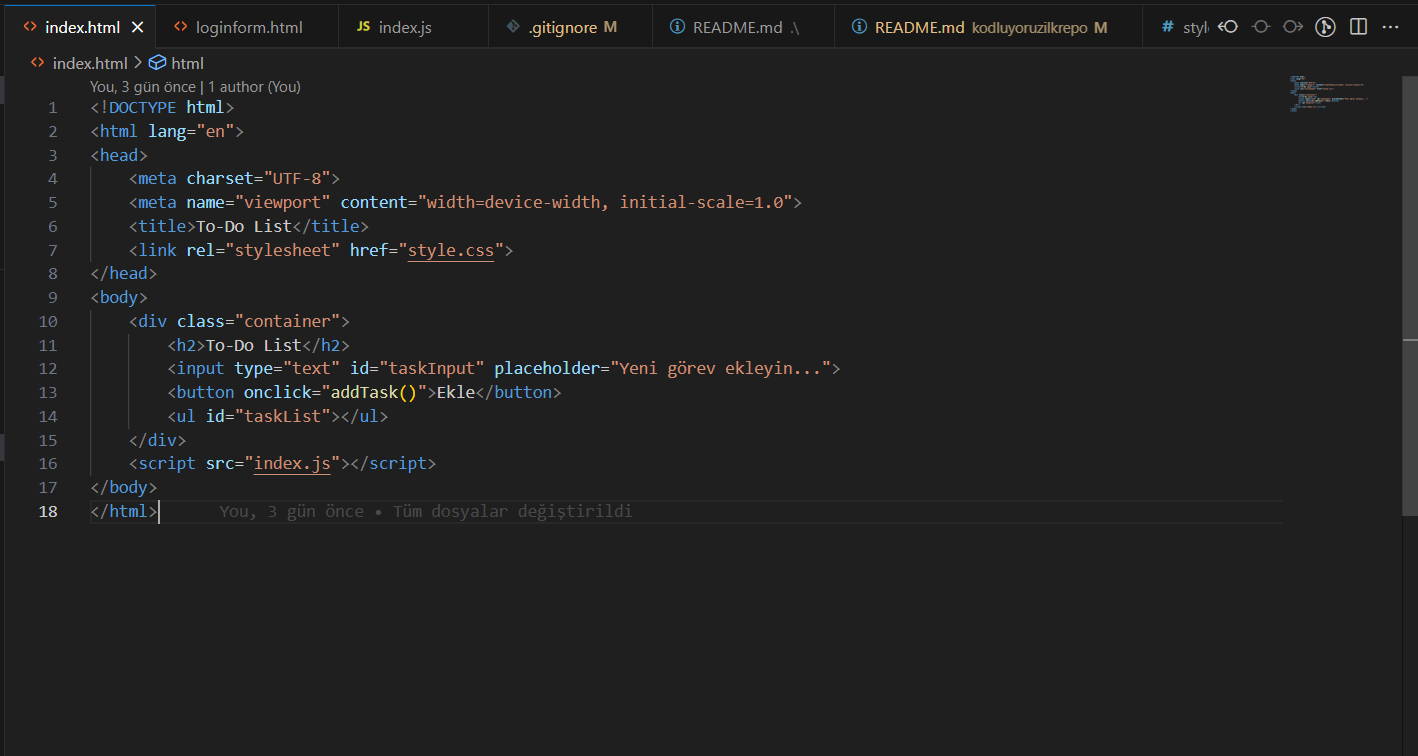 index.html
loginform.html
JS index.js
.gitignore M
README.md .\
README.md kodluyoruzilkrepo M
# styl
index.html > html
You, 3 gün önce | 1 author (You)
1 <!DOCTYPE html>
2 <html lang="en">
3 <head>
4 <meta charset="UTF-8">
5 <meta name="viewport" content="width=device-width, initial-scale=1.0">
6 <title>To-Do List</title>
7 <link rel="stylesheet" href="style.css">
8 </head>
9 <body>
10 <div class="container">
11 <h2>To-Do List</h2>
12 <input type="text" id="taskInput" placeholder="Yeni görev ekleyin...">
13 <button onclick="addTask()">Ekle</button>
14 <ul id="taskList"></ul>
15 </div>
16 <script src="index.js"></script>
17 </body>
18 </html> You, 3 gün önce • Tüm dosyalar değiştirildi